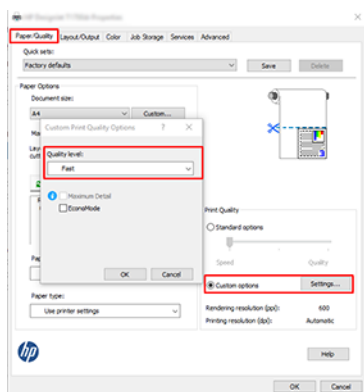 Paper/Quality Layout/Output Color Job Storage Services Advanced
Quick sets:
Factory defaults
Save
Delete
Paper Options
Document size:
A4
Custom...
Custom Print Quality Options ? ×
Quality level:
Fast
Maximum Detail
EconoMode
OK
Cancel
Print Quality
Standard options
Speed
Quality
Custom options
Settings...
Paper type:
Use printer settings
Rendering resolution (ppi): 600
Printing resolution (dpi): Automatic
hp
Help
OK
Cancel